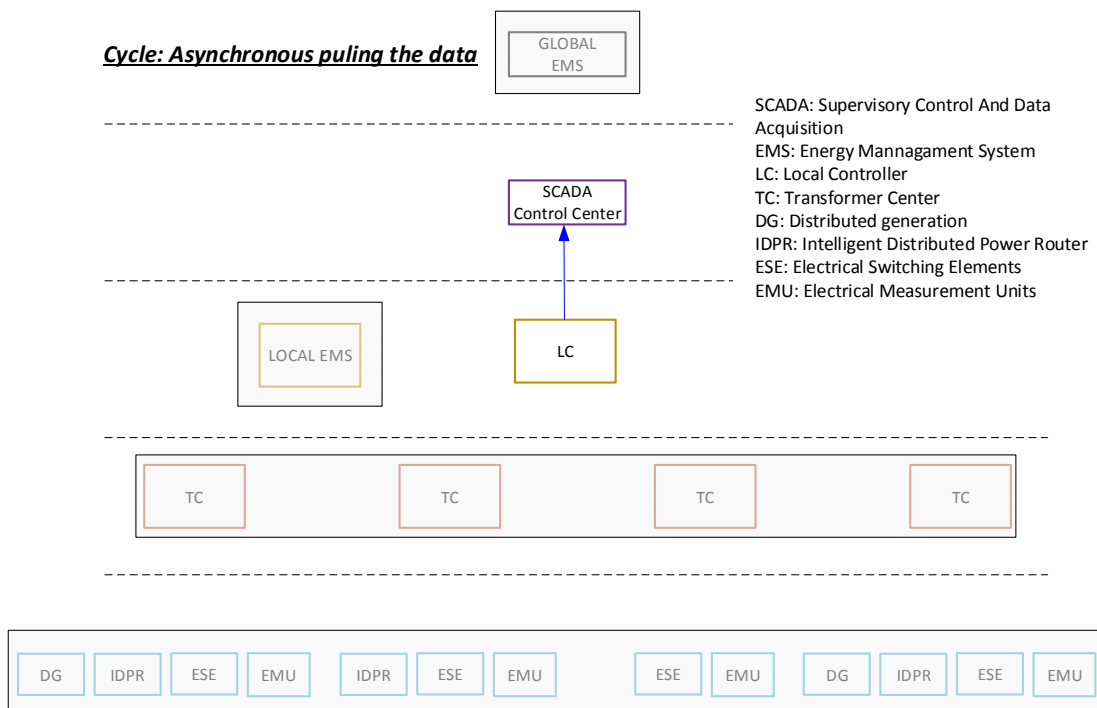 Cycle: Asynchronous puling the data
GLOBAL
EMS
SCADA: Supervisory Control And Data
Acquisition
EMS: Energy Mannagament System
LC: Local Controller
TC: Transformer Center
DG: Distributed generation
IDPR: Intelligent Distributed Power Router
ESE: Electrical Switching Elements
EMU: Electrical Measurement Units
SCADA
Control Center
LOCAL EMS
LC
TC
TC
TC
TC
DG
IDPR
ESE
EMU
IDPR
ESE
EMU
ESE
EMU
DG
IDPR
ESE
EMU